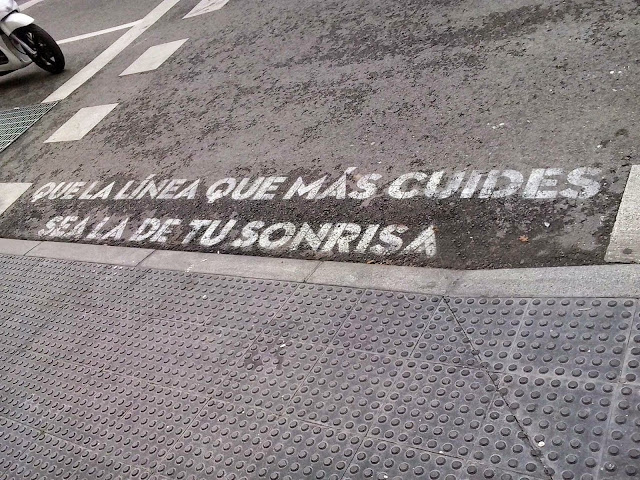 QUE LA LÍNEA QUE MÁS CUIDES
SEA LA DE TU SONRISA